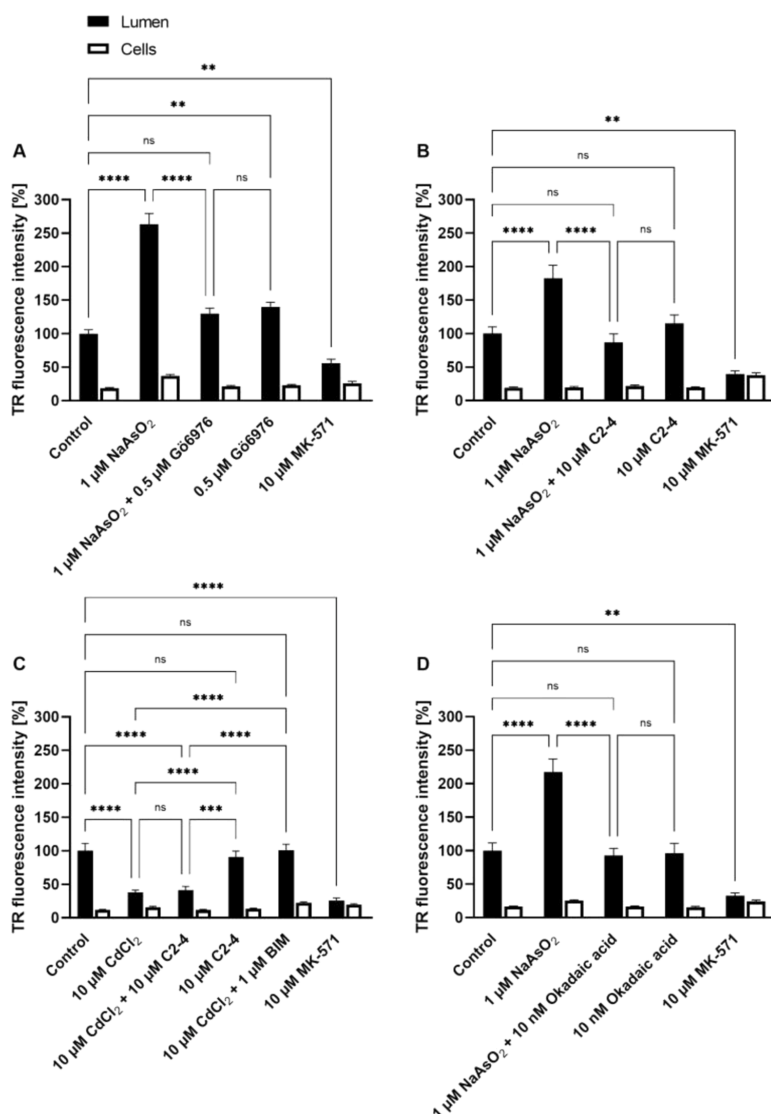 Lumen
Cells
A
**
**
ns
****
****
ns
TR fluorescence intensity [%]
300
250
200
150
100
50
0
Control
1 µM NaAsO₂
1 µM NaAsO₂ + 0.5 µM Gö6976
0.5 µM Gö6976
10 µM MK-571
B
**
ns
ns
****
****
ns
TR fluorescence intensity [%]
300
250
200
150
100
50
0
Control
1 µM NaAsO₂
1 µM NaAsO₂ + 10 µM C2-4
10 µM C2-4
10 µM MK-571
C
****
ns
ns
****
****
****
****
****
ns
***
TR fluorescence intensity [%]
300
250
200
150
100
50
0
Control
10 µM CdCl₂
10 µM CdCl₂ + 10 µM C2-4
10 µM C2-4
10 µM CdCl₂ + 1 µM BIM
10 µM MK-571
D
**
ns
ns
****
****
ns
TR fluorescence intensity [%]
300
250
200
150
100
50
0
Control
1 µM NaAsO₂
1 µM NaAsO₂ + 10 nM Okadaic acid
10 nM Okadaic acid
10 µM MK-571